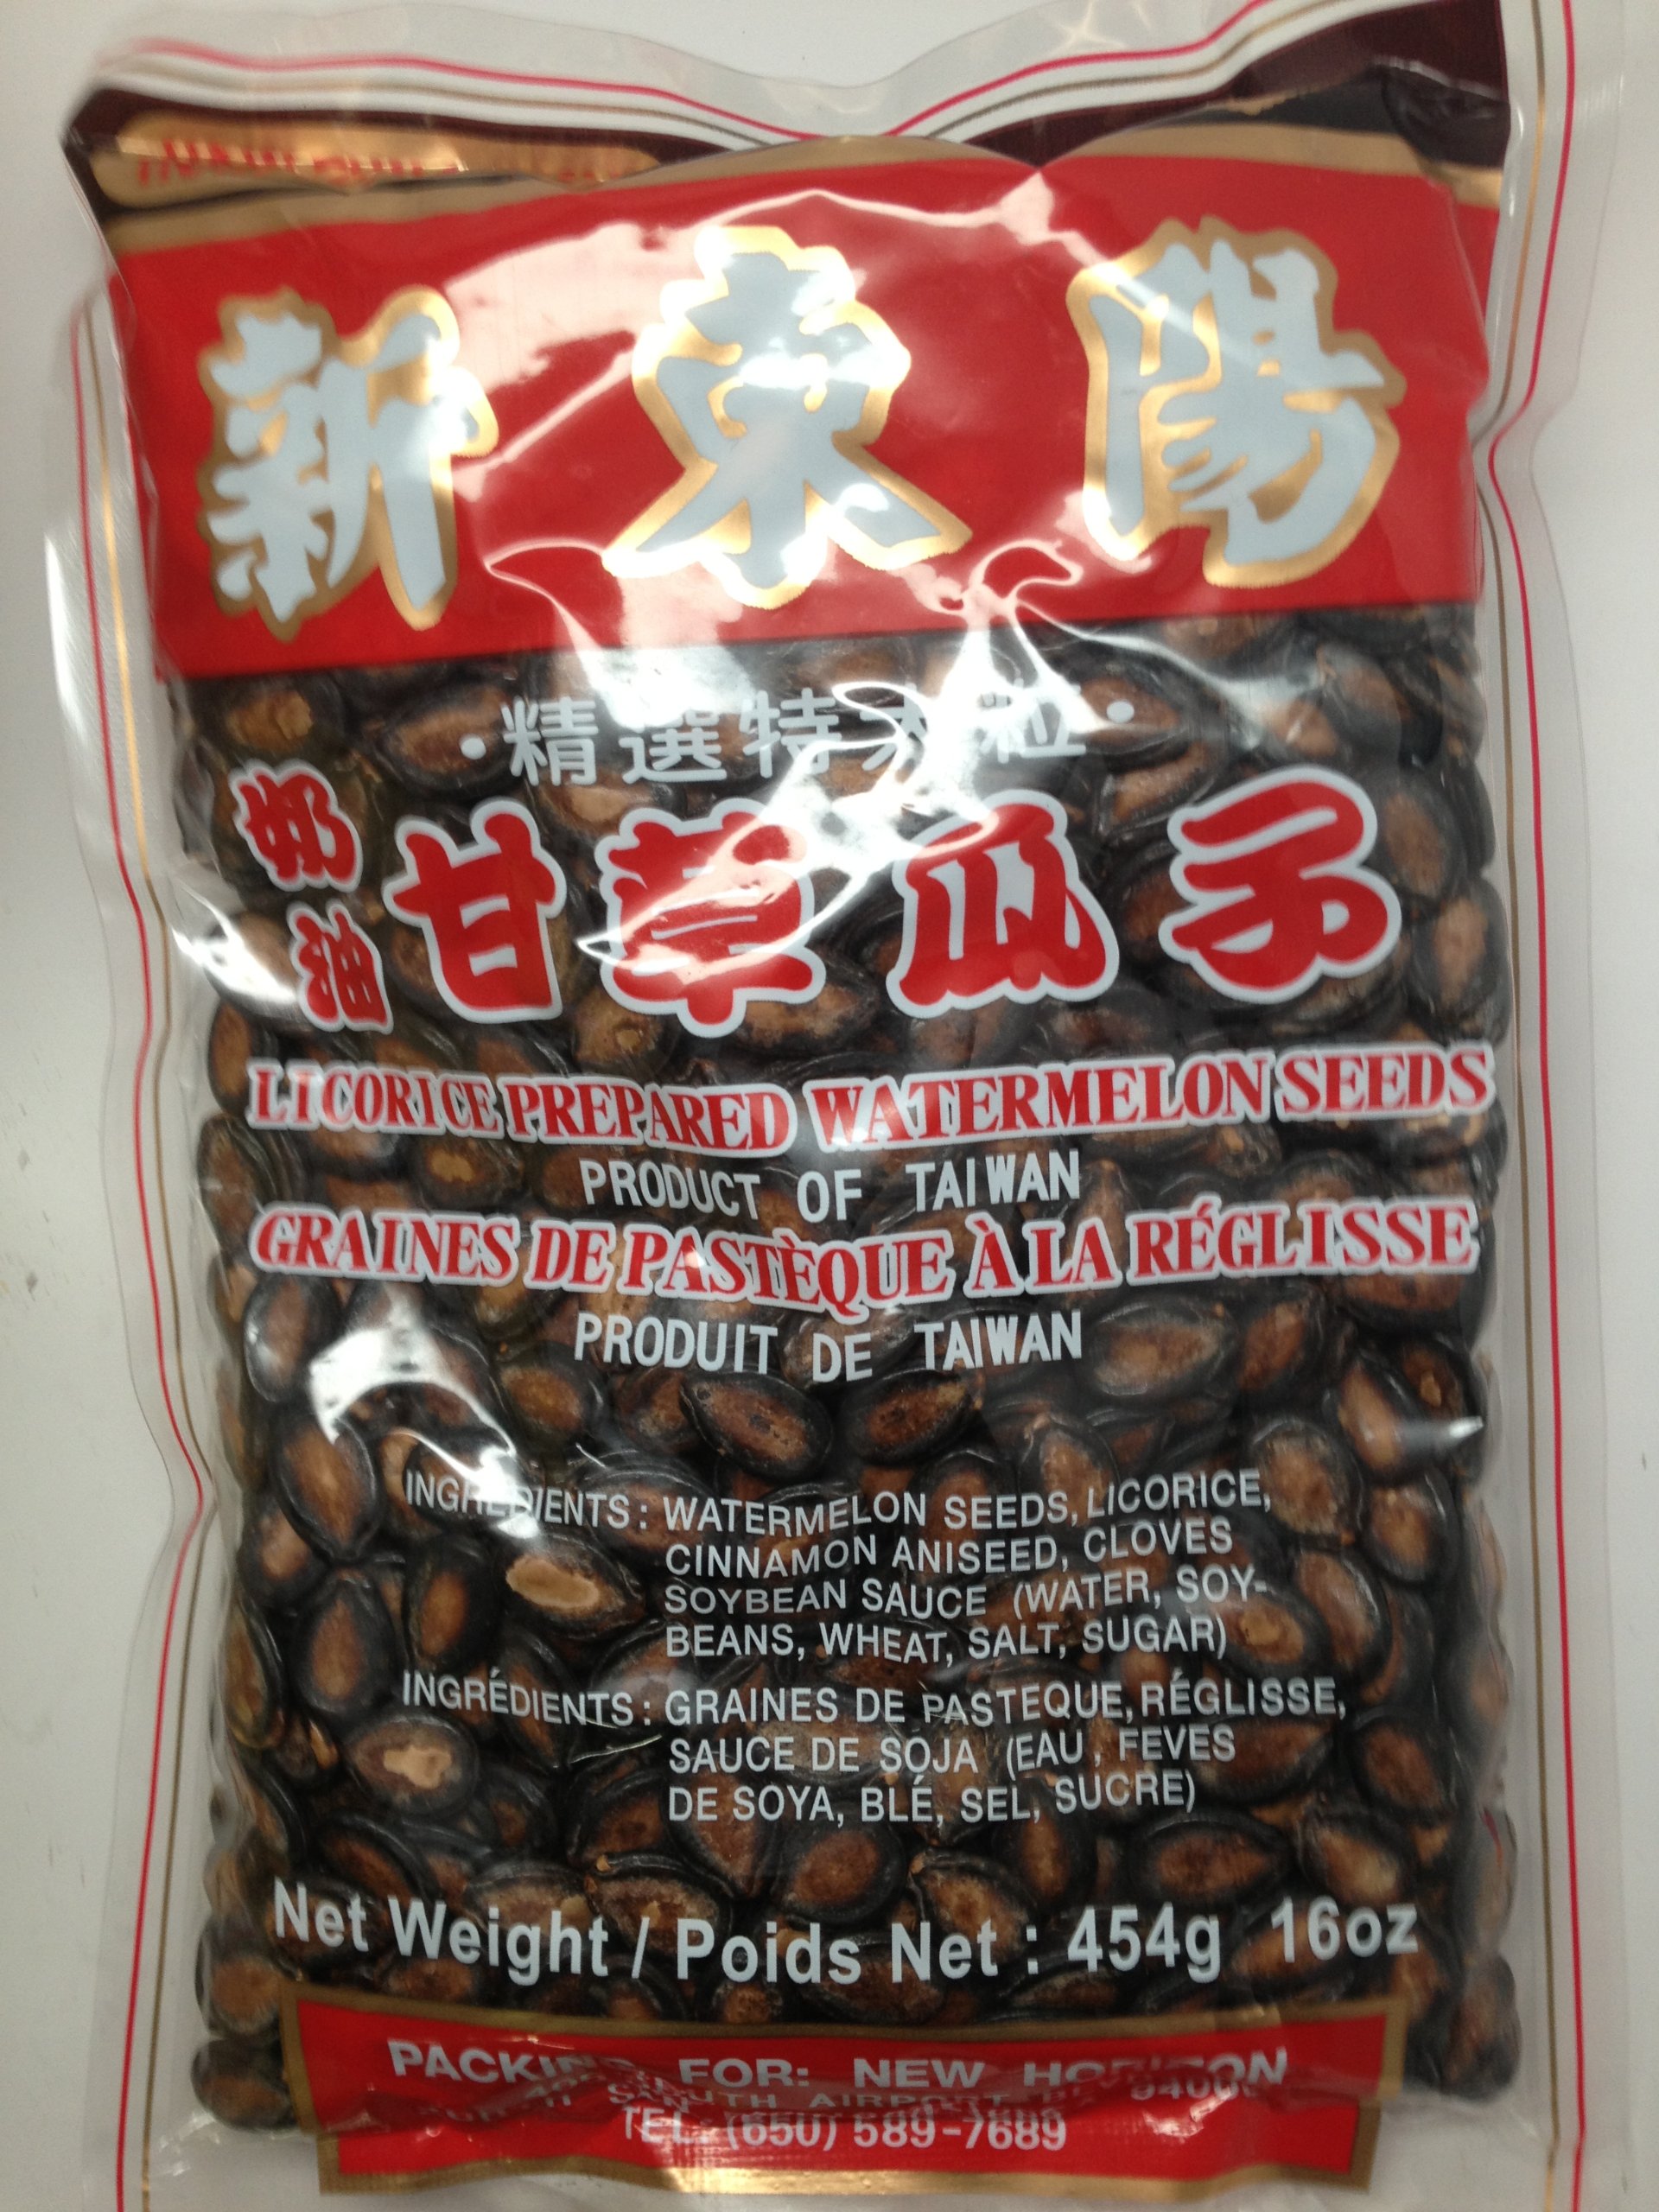 新東陽
·精選特大粒·
奶油
甘草瓜子
LICORICE PREPARED WATERMELON SEEDS
PRODUCT OF TAIWAN
GRAINES DE PASTÈQUE À LA RÉGLISSE
PRODUIT DE TAIWAN
INGREDIENTS: WATERMELON SEEDS, LICORICE,
CINNAMON ANISEED, CLOVES
SOYBEAN SAUCE (WATER, SOY-
BEANS, WHEAT, SALT, SUGAR)
INGRÉDIENTS: GRAINES DE PASTEQUE, RÉGLISSE,
SAUCE DE SOJA (EAU, FEVES
DE SOYA, BLÉ, SEL, SUCRE)
Net Weight / Poids Net : 454g 16oz
PACKING FOR: NEW HORIZON
SOUTH AIRPORT
TEL: (650) 589-7689